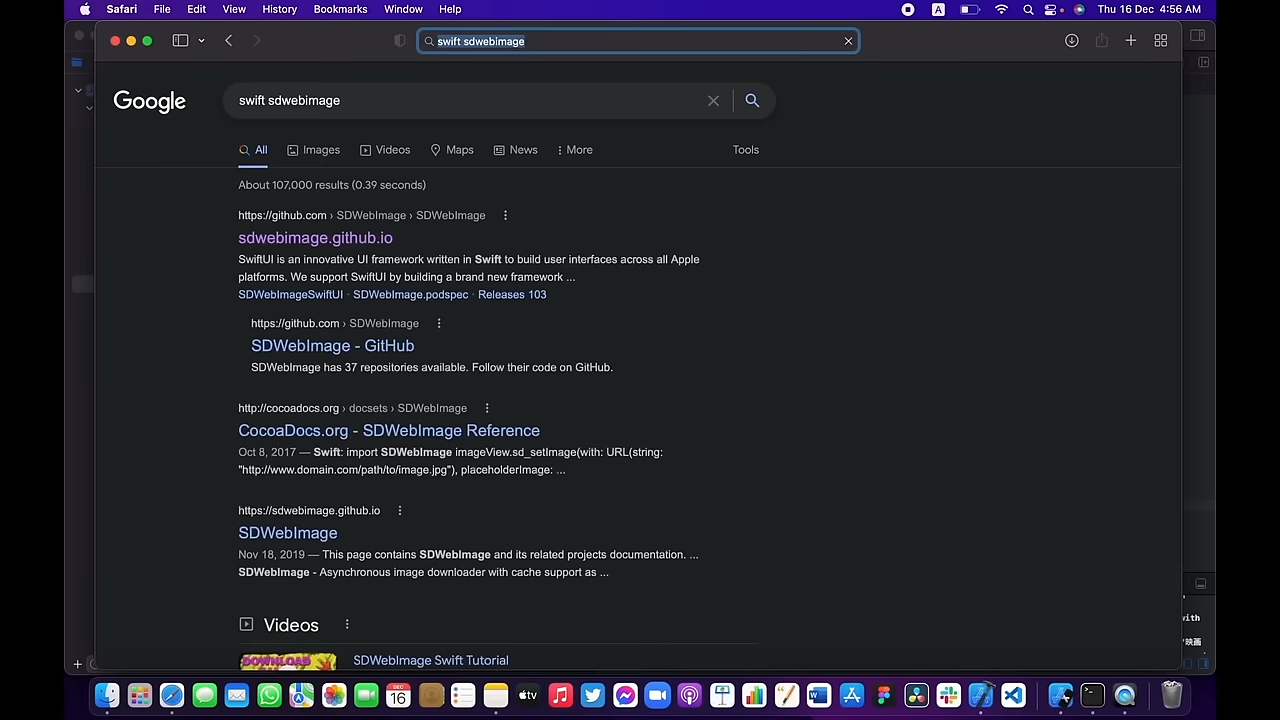 Safari File Edit View History Bookmarks Window Help A Thu 16 Dec 4:56 AM
swift sdwebimage
Google swift sdwebimage
All Images Videos Maps News More Tools
About 107,000 results (0.39 seconds)
https://github.com › SDWebImage › SDWebImage
sdwebimage.github.io
SwiftUI is an innovative UI framework written in Swift to build user interfaces across all Apple
platforms. We support SwiftUI by building a brand new framework ...
SDWebImageSwiftUI · SDWebImage.podspec · Releases 103
https://github.com › SDWebImage
SDWebImage - GitHub
SDWebImage has 37 repositories available. Follow their code on GitHub.
http://cocoadocs.org › docsets › SDWebImage
CocoaDocs.org - SDWebImage Reference
Oct 8, 2017 — Swift: import SDWebImage imageView.sd_setImage(with: URL(string:
"http://www.domain.com/path/to/image.jpg"), placeholderImage: ...
https://sdwebimage.github.io
SDWebImage
Nov 18, 2019 — This page contains SDWebImage and its related projects documentation. ...
SDWebImage - Asynchronous image downloader with cache support as ...
with
映画
Videos
DOWNLOAD
SDWebImage Swift Tutorial
DEC
16
tv